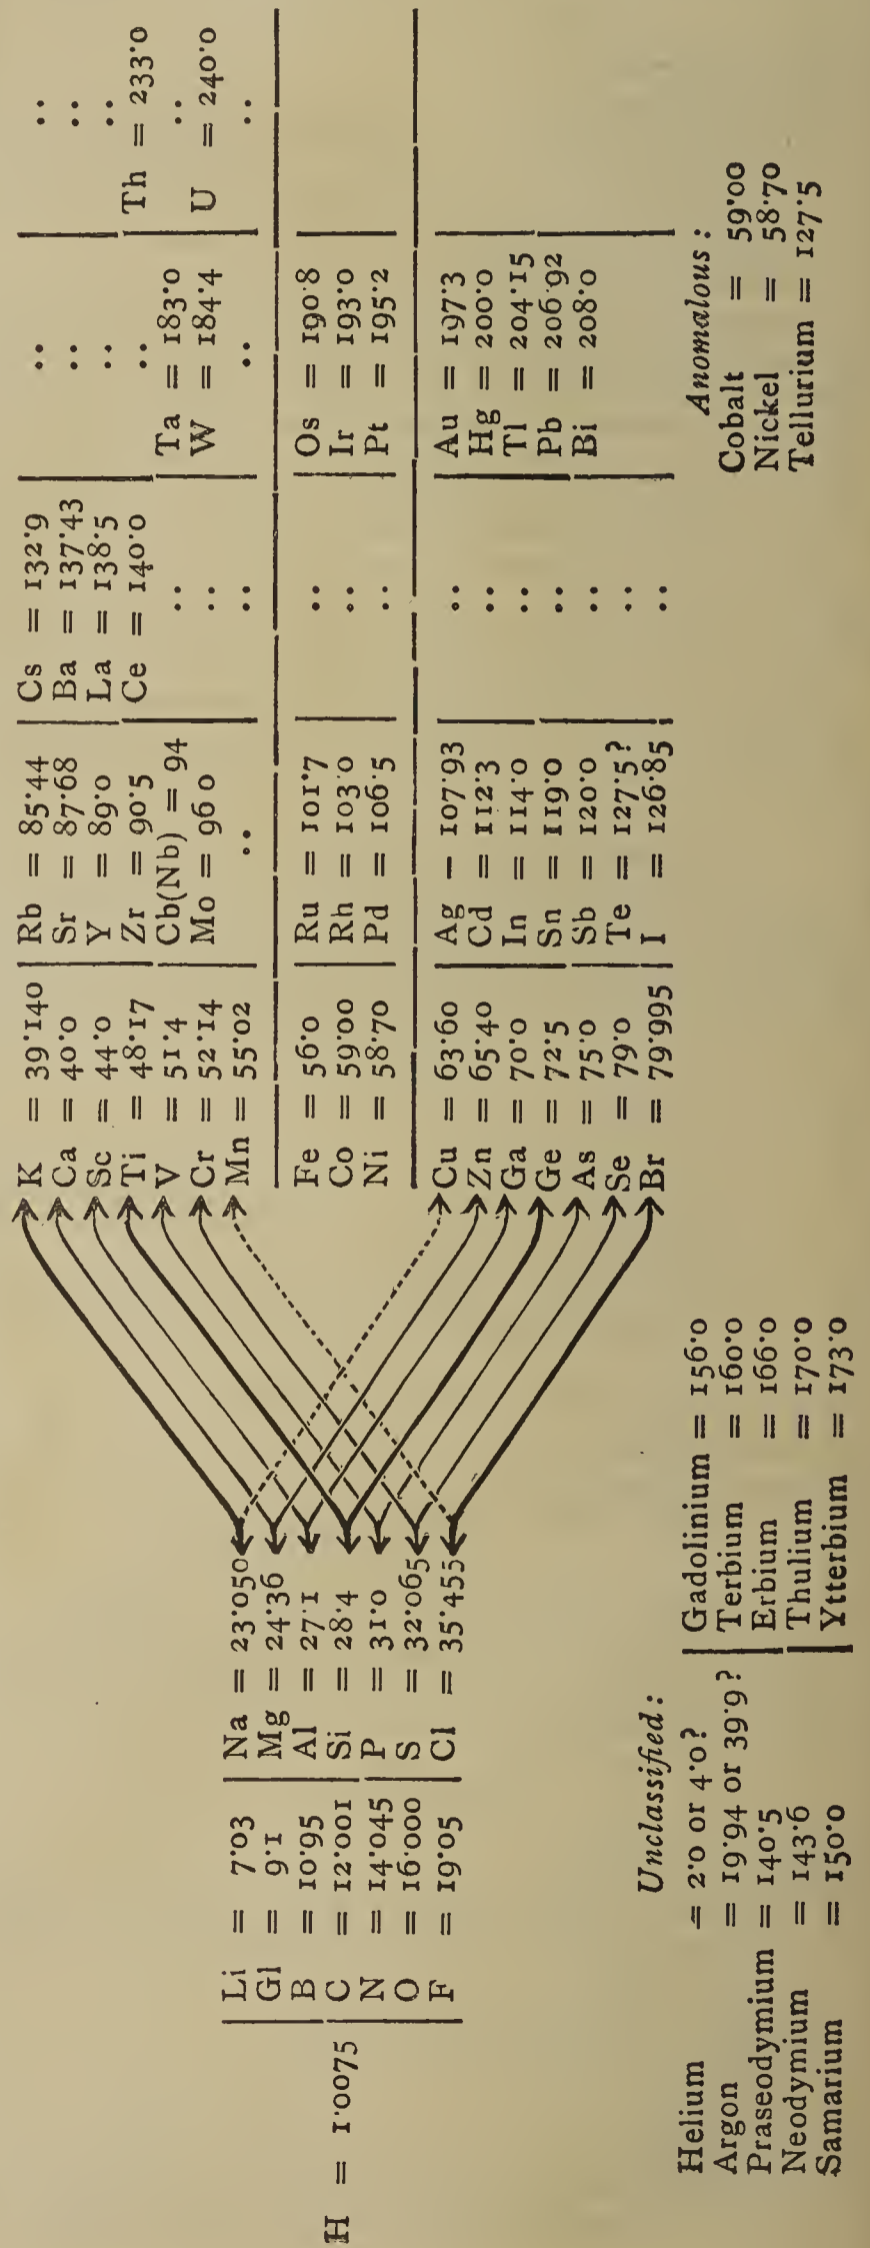 K = 39·140 Rb = 85·44 Cs = 132·9 .. ..
Ca = 40·0 Sr = 87·68 Ba = 137·43 .. ..
Sc = 44·0 Y = 89·0 La = 138·5 .. ..
Ti = 48·17 Zr = 90·5 Ce = 140·0 .. Th = 233·0
V = 51·4 Cb(Nb) = 94 .. Ta = 183·0 ..
Cr = 52·14 Mo = 96 0 .. W = 184·4 U = 240·0
Li = 7·03 Na = 23·050 Mn = 55·02 .. .. .. ..
Gl = 9·1 Mg = 24·36
B = 10·95 Al = 27·1 Fe = 56·0 Ru = 101·7 .. Os = 190·8
H = 1·0075 C = 12·001 Si = 28·4 Co = 59·00 Rh = 103·0 .. Ir = 193·0
N = 14·045 P = 31·0 Ni = 58·70 Pd = 106·5 .. Pt = 195·2
O = 16·000 S = 32·065
F = 19·05 Cl = 35·455 Cu = 63·60 Ag – 107·93 .. Au = 197·3
Zn = 65·40 Cd = 112·3 .. Hg = 200·0
Ga = 70·0 In = 114·0 .. Tl = 204·15
Ge = 72·5 Sn = 119·0 .. Pb = 206·92
As = 75·0 Sb = 120·0 .. Bi = 208·0
Se = 79·0 Te = 127·5? ..
Br = 79·995 I = 126·85 ..
Unclassified:
Helium = 2·0 or 4·0? Gadolinium = 156·0
Argon = 19·94 or 39·9? Terbium = 160·0
Praseodymium = 140·5 Erbium = 166·0
Neodymium = 143·6 Thulium = 170·0
Samarium = 150·0 Ytterbium = 173·0
Anomalous:
Cobalt = 59·00
Nickel = 58·70
Tellurium = 127·5